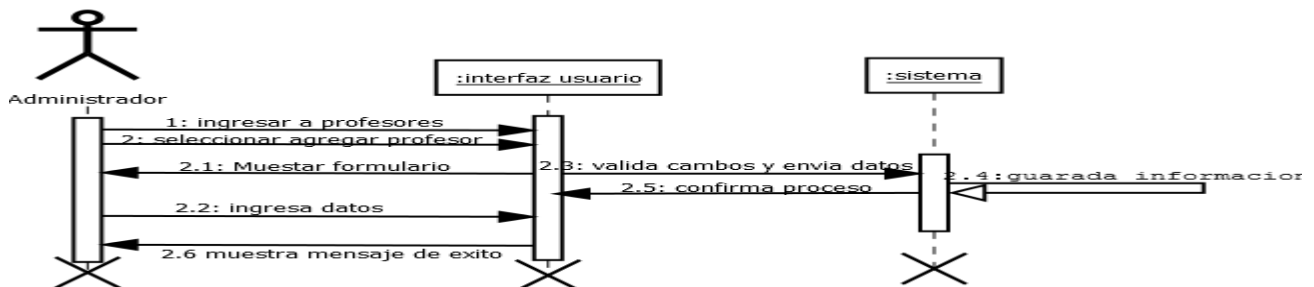 :interfaz usuario
:sistema
Administrador
1: ingresar a profesores
2: seleccionar agregar profesor
2.1: Muestar formulario
2.3: valida cambos y envia datos
2.4:guarada informacion
2.5: confirma proceso
2.2: ingresa datos
2.6 muestra mensaje de exito